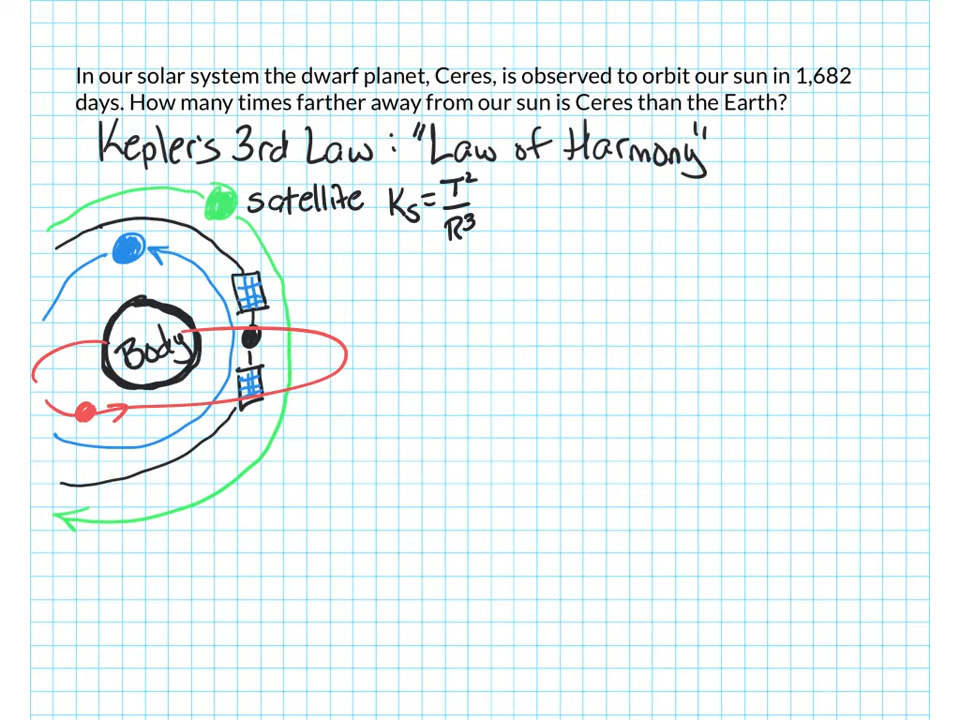 In our solar system the dwarf planet, Ceres, is observed to orbit our sun in 1,682
days. How many times farther away from our sun is Ceres than the Earth?
Kepler's 3rd Law : "Law of Harmony"
satellite Ks = T²/R³
Body